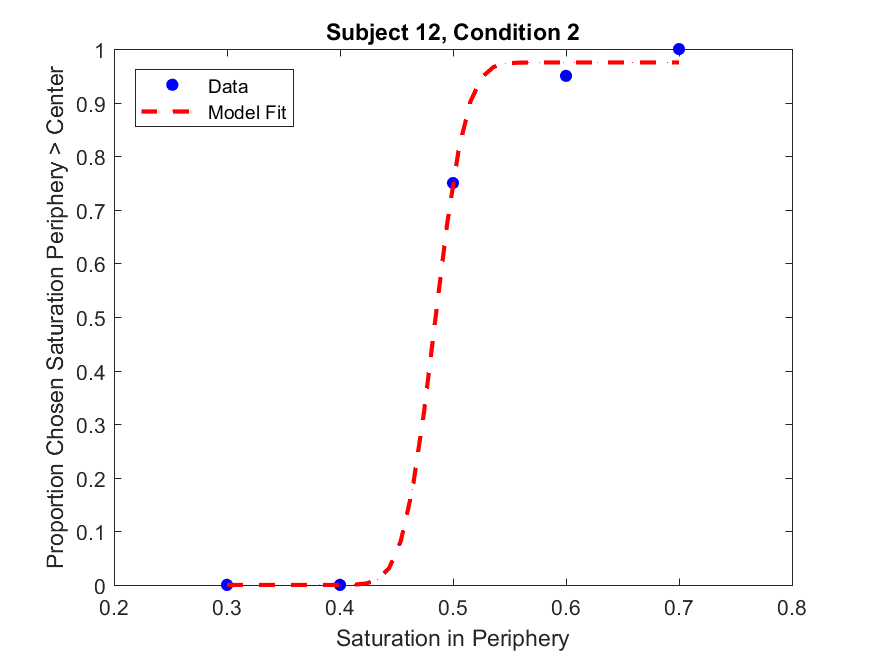 Subject 12, Condition 2
Proportion Chosen Saturation Periphery > Center
1
0.9
0.8
0.7
0.6
0.5
0.4
0.3
0.2
0.1
0
Data
Model Fit
0.2 0.3 0.4 0.5 0.6 0.7 0.8
Saturation in Periphery